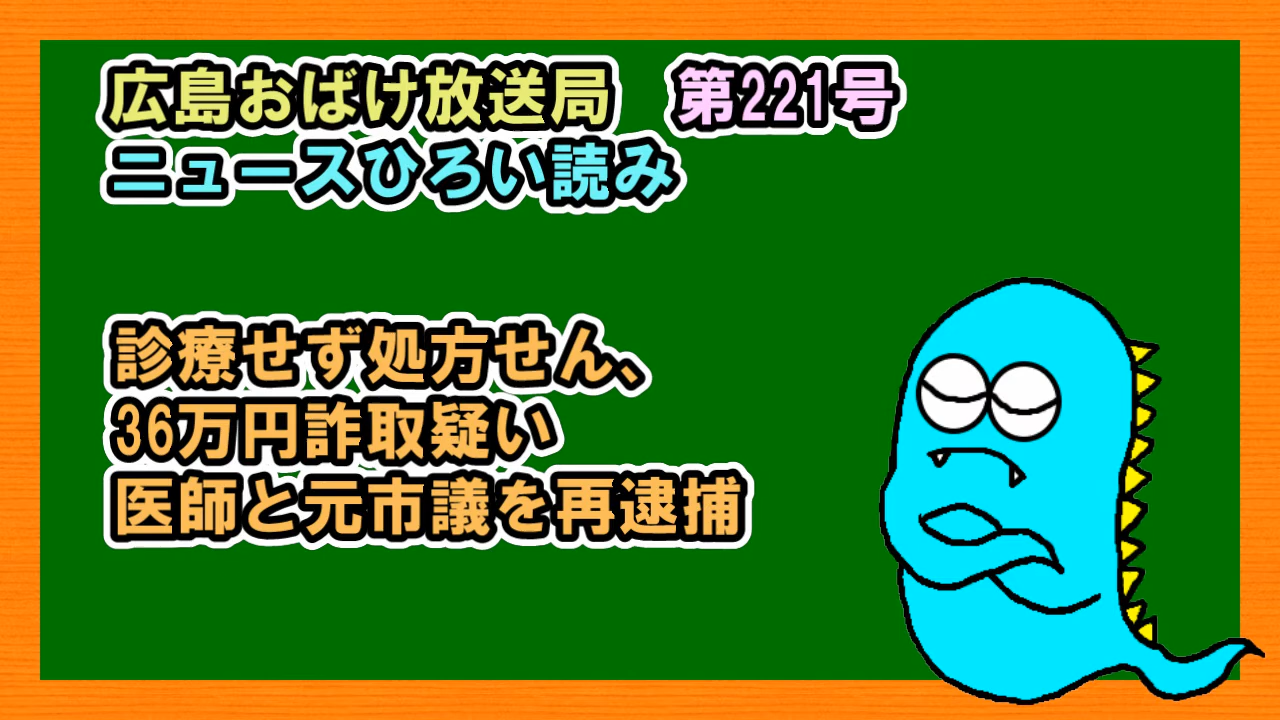 広島おばけ放送局　第221号
ニュースひろい読み
診療せず処方せん、
36万円詐取疑い
医師と元市議を再逮捕